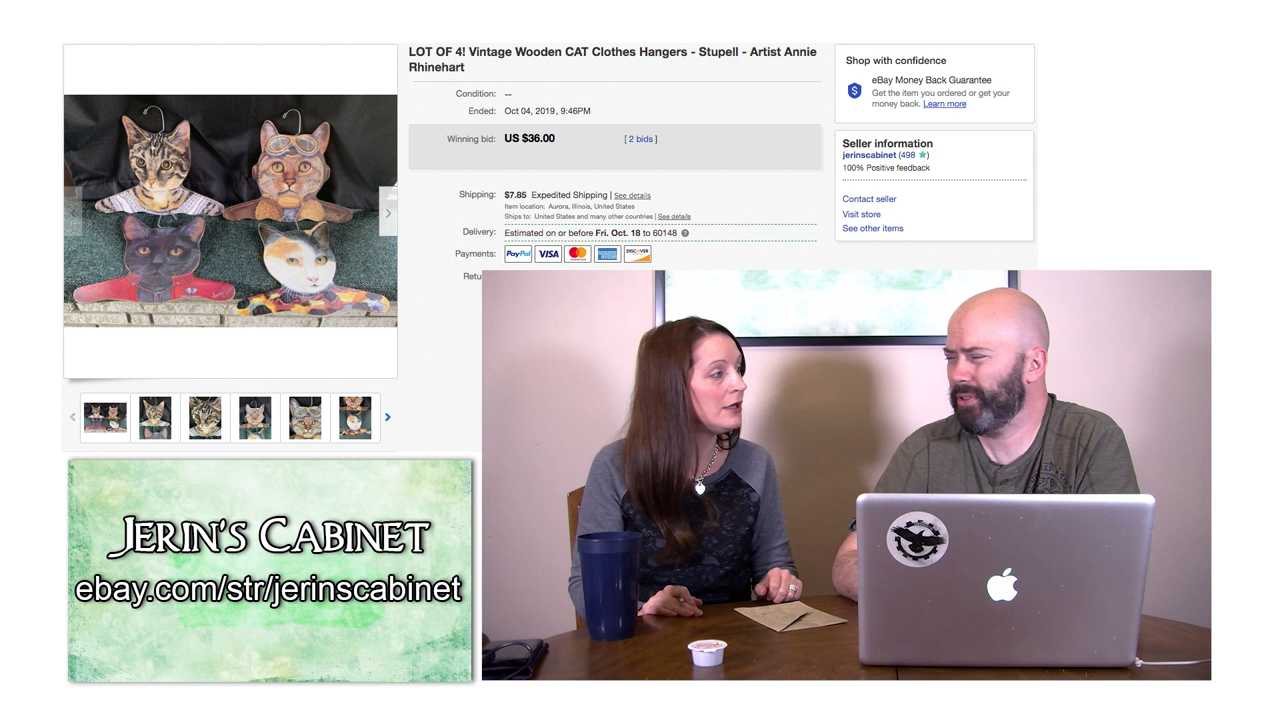 LOT OF 4! Vintage Wooden CAT Clothes Hangers - Stupell - Artist Annie
Rhinehart
Condition: --
Ended: Oct 04, 2019 , 9:46PM
Winning bid: US $36.00 [ 2 bids ]
Shipping: $7.85 Expedited Shipping | See details
Item location: Aurora, Illinois, United States
Ships to: United States and many other countries | See details
Delivery: Estimated on or before Fri. Oct. 18 to 60148
Payments: PayPal VISA MasterCard DISCOVER
Retu
Shop with confidence
eBay Money Back Guarantee
Get the item you ordered or get your
money back. Learn more
Seller information
jerinscabinet (498 ★)
100% Positive feedback
Contact seller
Visit store
See other items
JERIN'S CABINET
ebay.com/str/jerinscabinet